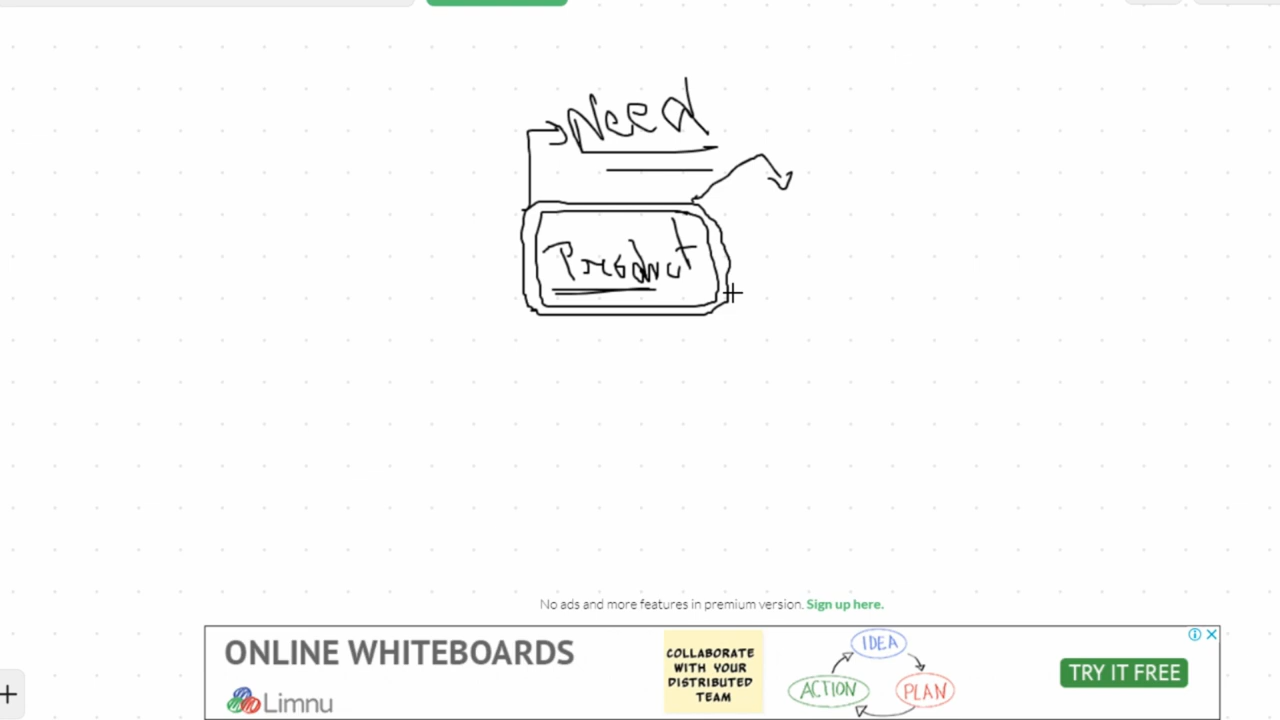 Need
Product
No ads and more features in premium version. Sign up here.
ONLINE WHITEBOARDS
Limnu
COLLABORATE
WITH YOUR
DISTRIBUTED
TEAM
IDEA
ACTION
PLAN
TRY IT FREE